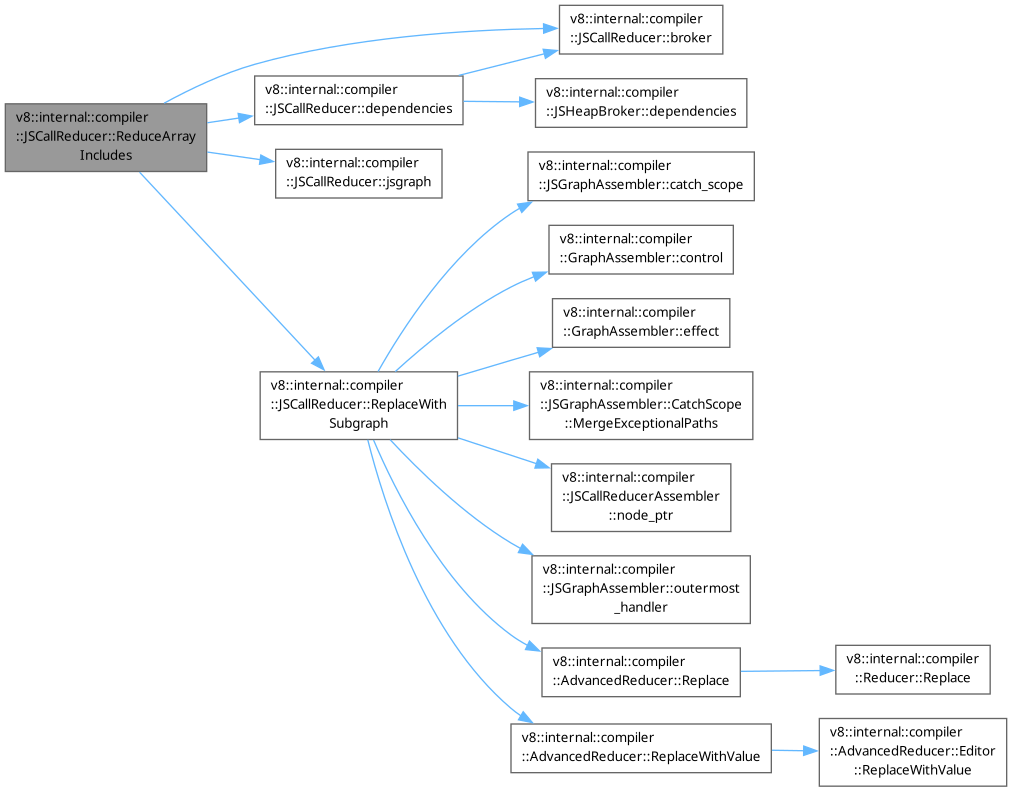 v8::internal::compiler
::JSCallReducer::ReduceArray
Includes
v8::internal::compiler
::JSCallReducer::broker
v8::internal::compiler
::JSCallReducer::dependencies
v8::internal::compiler
::JSHeapBroker::dependencies
v8::internal::compiler
::JSCallReducer::jsgraph
v8::internal::compiler
::JSCallReducer::ReplaceWith
Subgraph
v8::internal::compiler
::JSGraphAssembler::catch_scope
v8::internal::compiler
::GraphAssembler::control
v8::internal::compiler
::GraphAssembler::effect
v8::internal::compiler
::JSGraphAssembler::CatchScope
::MergeExceptionalPaths
v8::internal::compiler
::JSCallReducerAssembler
::node_ptr
v8::internal::compiler
::JSGraphAssembler::outermost
_handler
v8::internal::compiler
::AdvancedReducer::Replace
v8::internal::compiler
::Reducer::Replace
v8::internal::compiler
::AdvancedReducer::ReplaceWithValue
v8::internal::compiler
::AdvancedReducer::Editor
::ReplaceWithValue